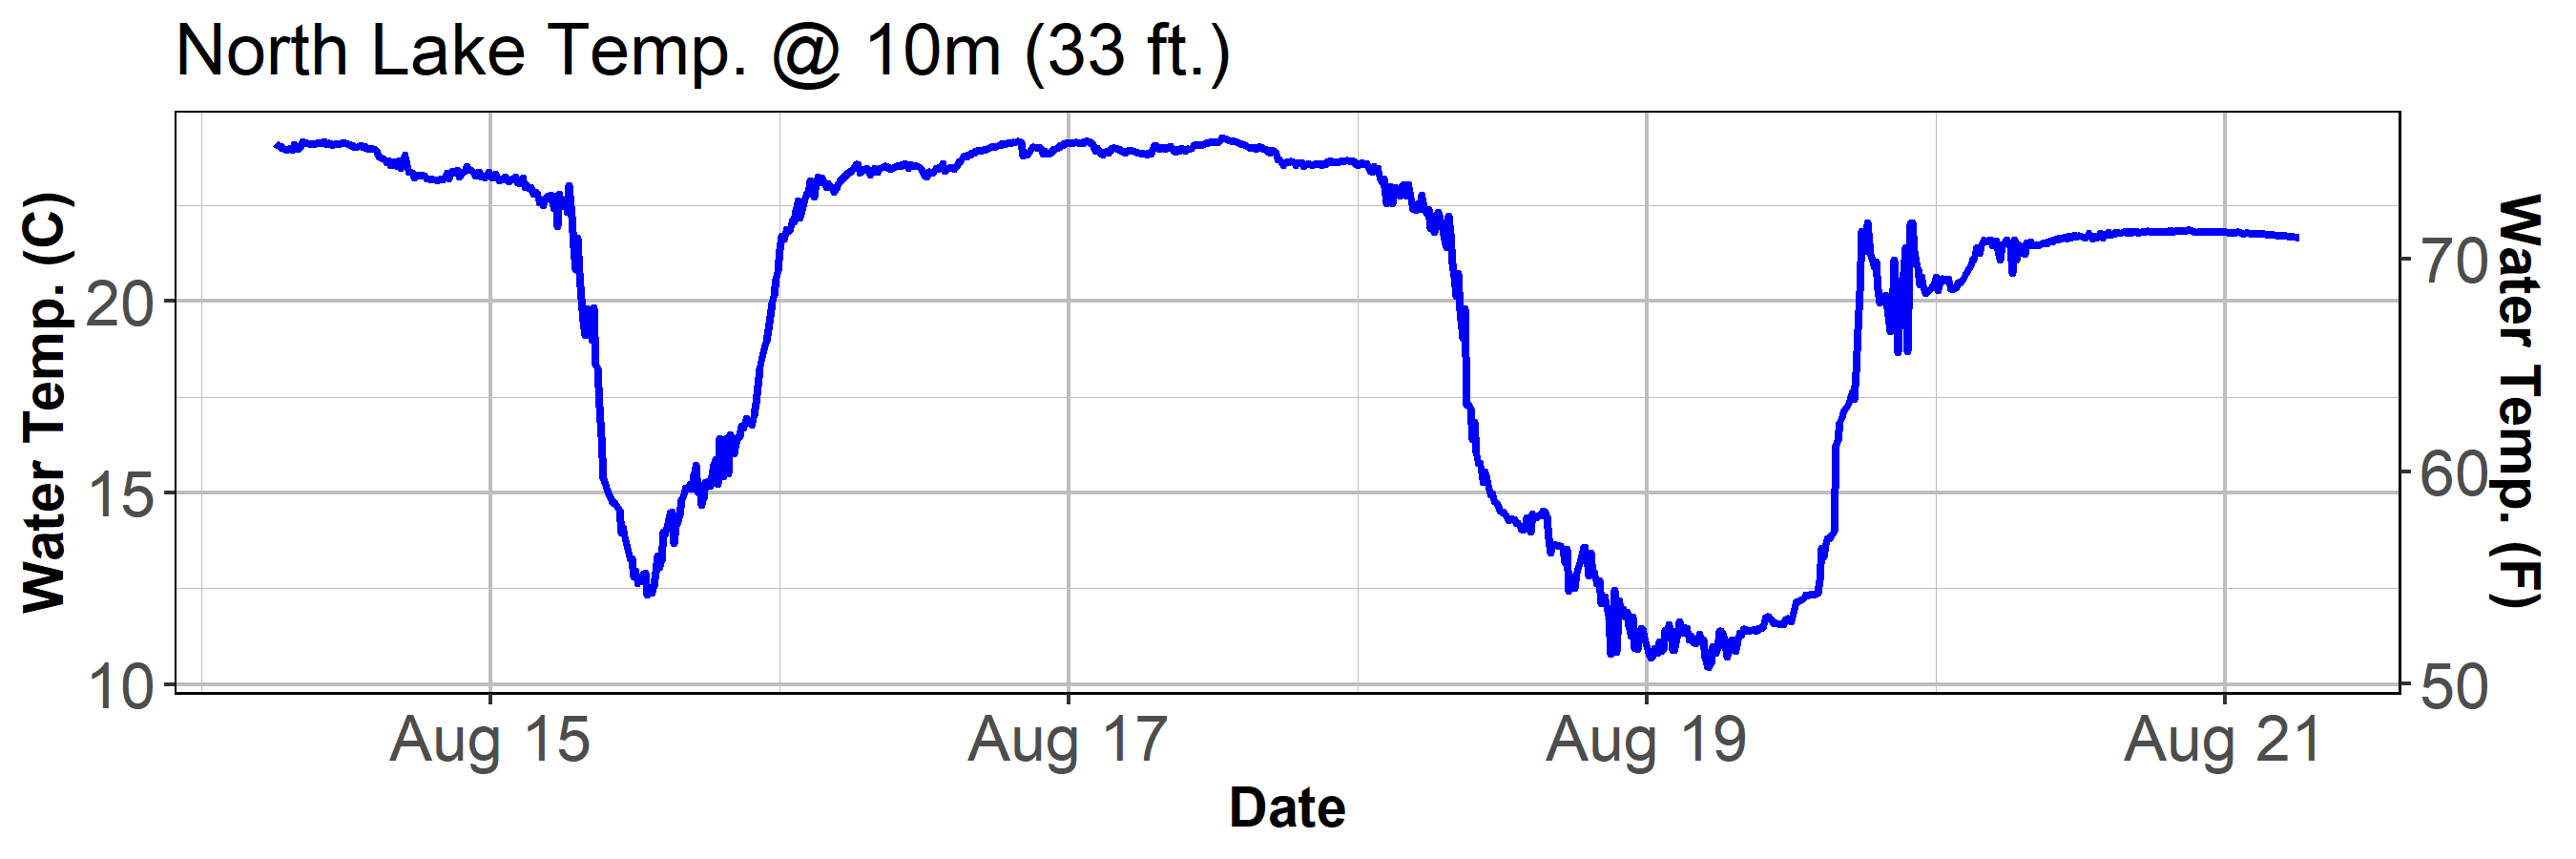 North Lake Temp. @ 10m (33 ft.)
Water Temp. (C)
20
15
10
70
60
50
Water Temp. (F)
Aug 15 Aug 17 Aug 19 Aug 21
Date